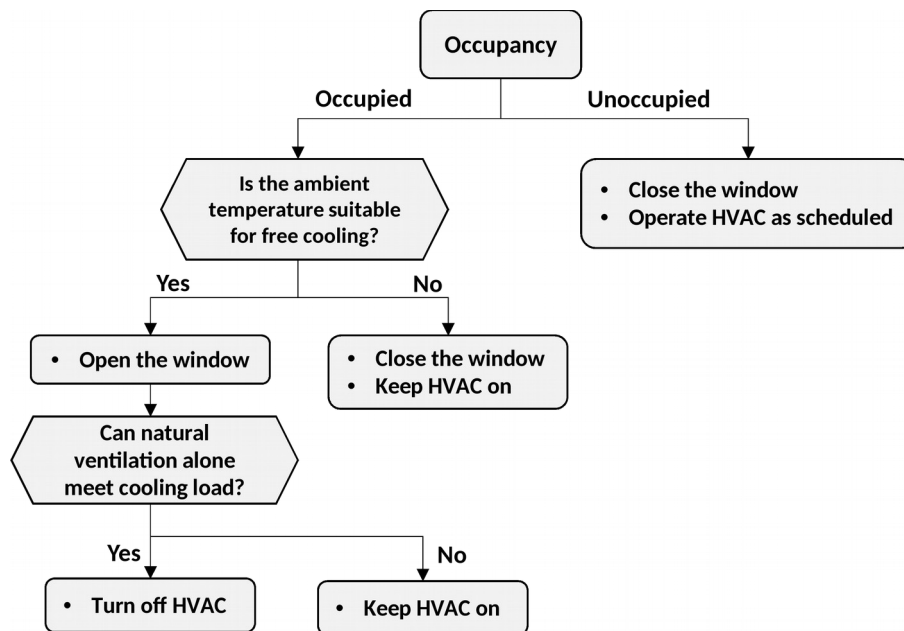 Occupancy
Occupied
Unoccupied
Is the ambient
temperature suitable
for free cooling?
• Close the window
• Operate HVAC as scheduled
Yes
No
• Open the window
• Close the window
• Keep HVAC on
Can natural
ventilation alone
meet cooling load?
Yes
No
• Turn off HVAC
• Keep HVAC on